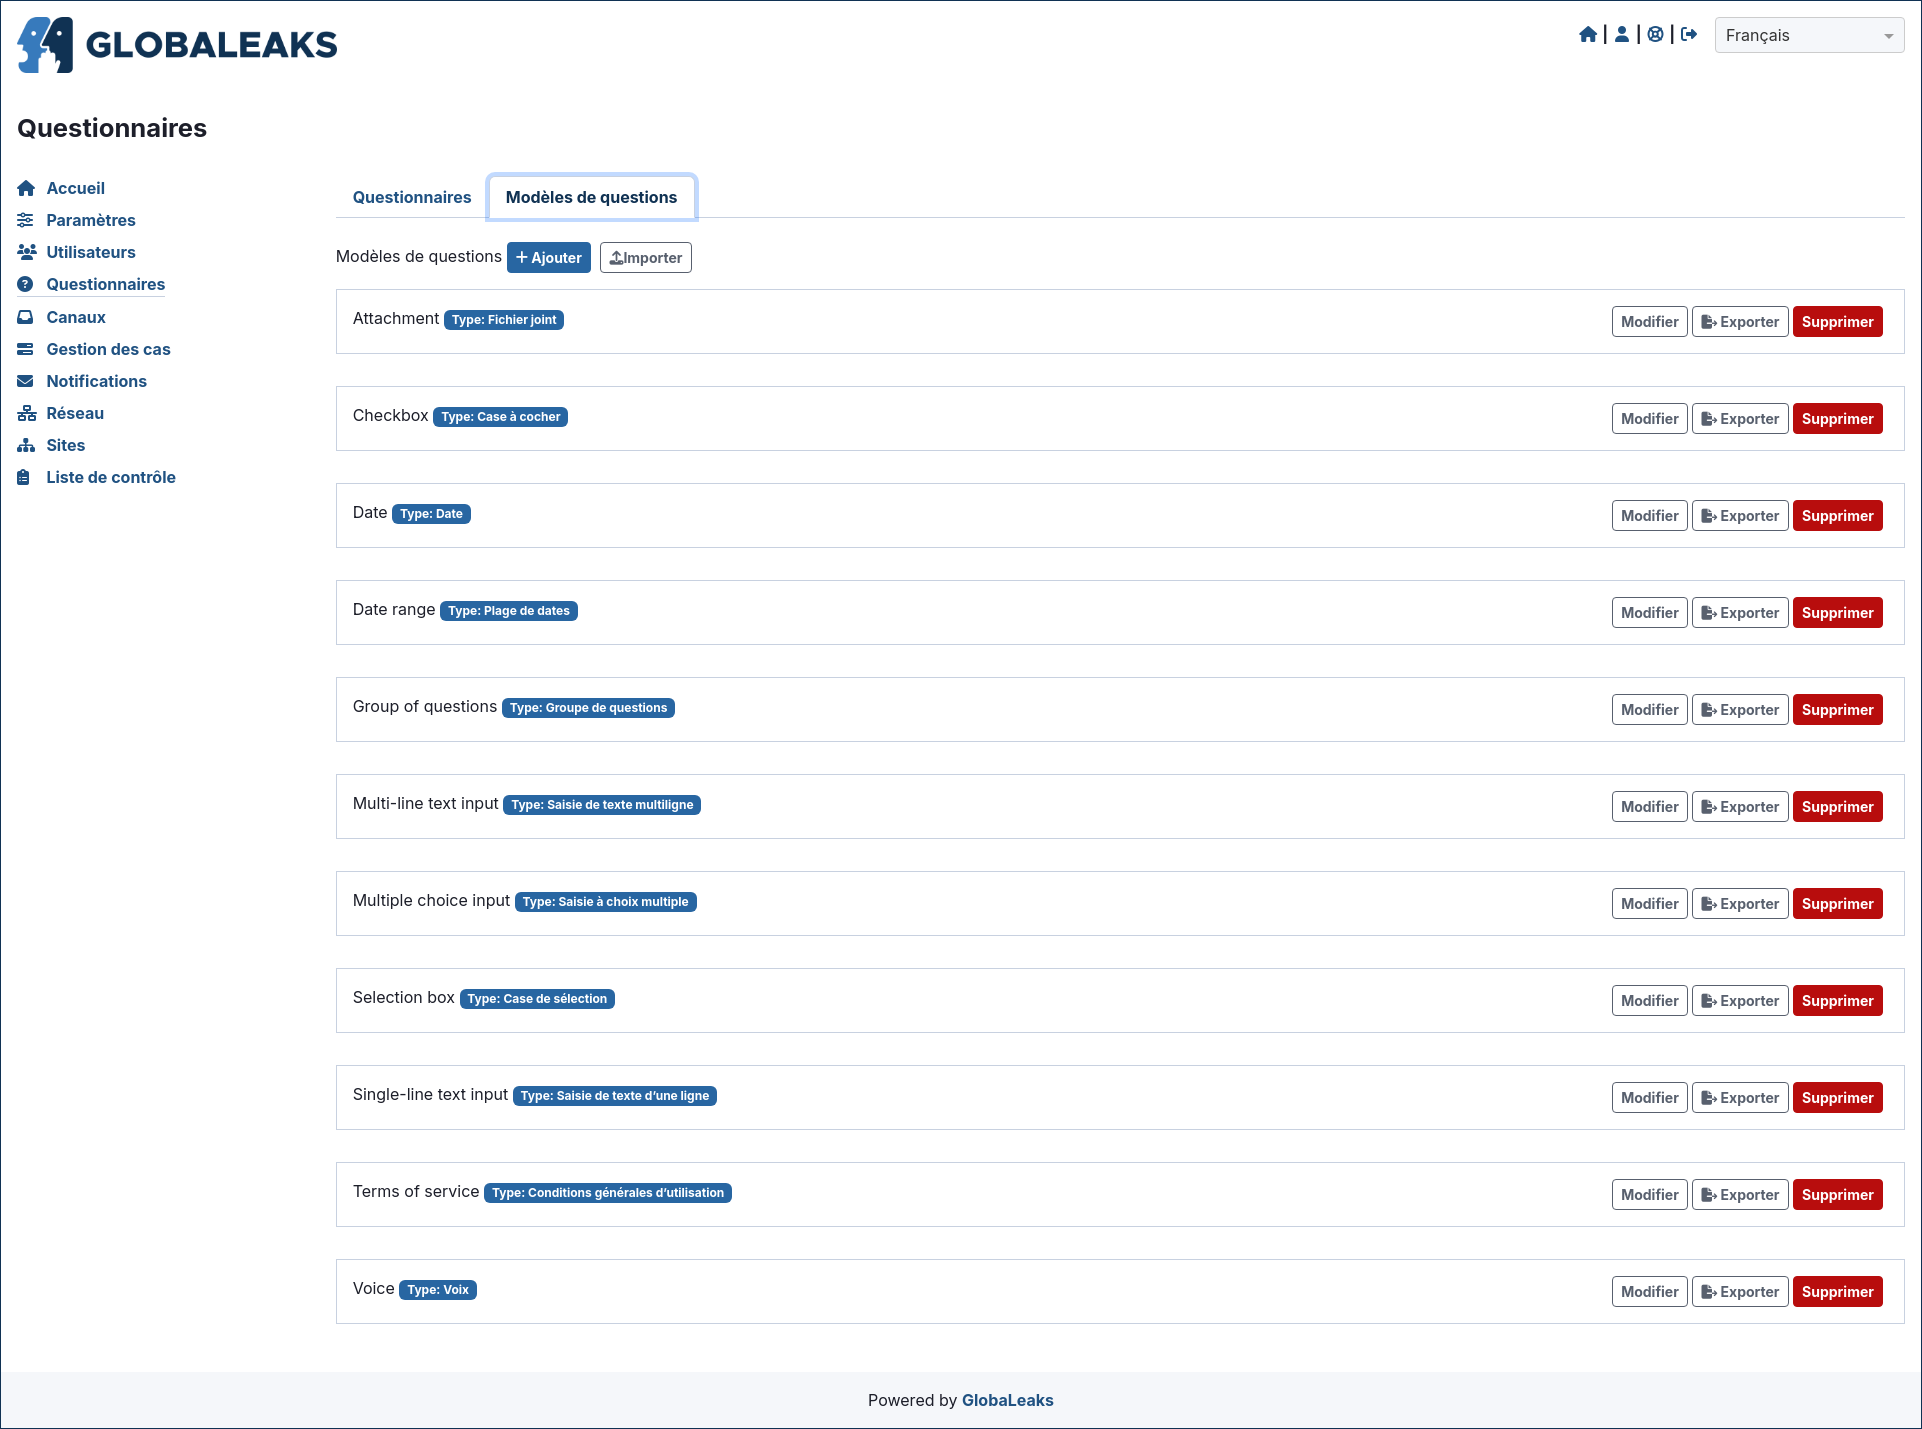 GLOBALEAKS
Français
Questionnaires
Accueil
Paramètres
Utilisateurs
Questionnaires
Canaux
Gestion des cas
Notifications
Réseau
Sites
Liste de contrôle
Questionnaires Modèles de questions
Modèles de questions Ajouter Importer
Attachment Type: Fichier joint Modifier Exporter Supprimer
Checkbox Type: Case à cocher Modifier Exporter Supprimer
Date Type: Date Modifier Exporter Supprimer
Date range Type: Plage de dates Modifier Exporter Supprimer
Group of questions Type: Groupe de questions Modifier Exporter Supprimer
Multi-line text input Type: Saisie de texte multiligne Modifier Exporter Supprimer
Multiple choice input Type: Saisie à choix multiple Modifier Exporter Supprimer
Selection box Type: Case de sélection Modifier Exporter Supprimer
Single-line text input Type: Saisie de texte d’une ligne Modifier Exporter Supprimer
Terms of service Type: Conditions générales d’utilisation Modifier Exporter Supprimer
Voice Type: Voix Modifier Exporter Supprimer
Powered by GlobaLeaks